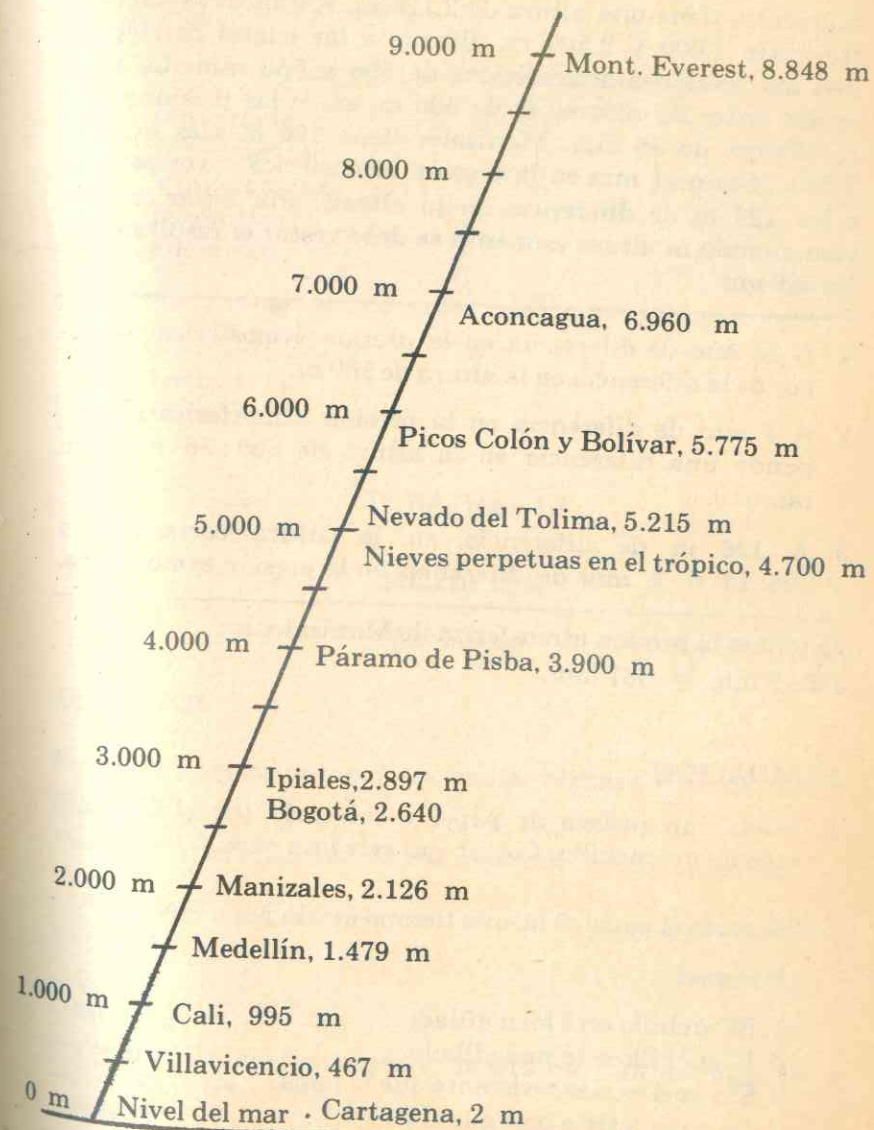 9.000 m
Mont. Everest, 8.848 m
8.000 m
7.000 m
Aconcagua, 6.960 m
6.000 m
Picos Colón y Bolívar, 5.775 m
5.000 m
Nevado del Tolima, 5.215 m
Nieves perpetuas en el trópico, 4.700 m
4.000 m
Páramo de Pisba, 3.900 m
3.000 m
Ipiales,2.897 m
Bogotá, 2.640
2.000 m
Manizales, 2.126 m
Medellín, 1.479 m
1.000 m
Cali, 995 m
Villavicencio, 467 m
0 m
Nivel del mar . Cartagena, 2 m